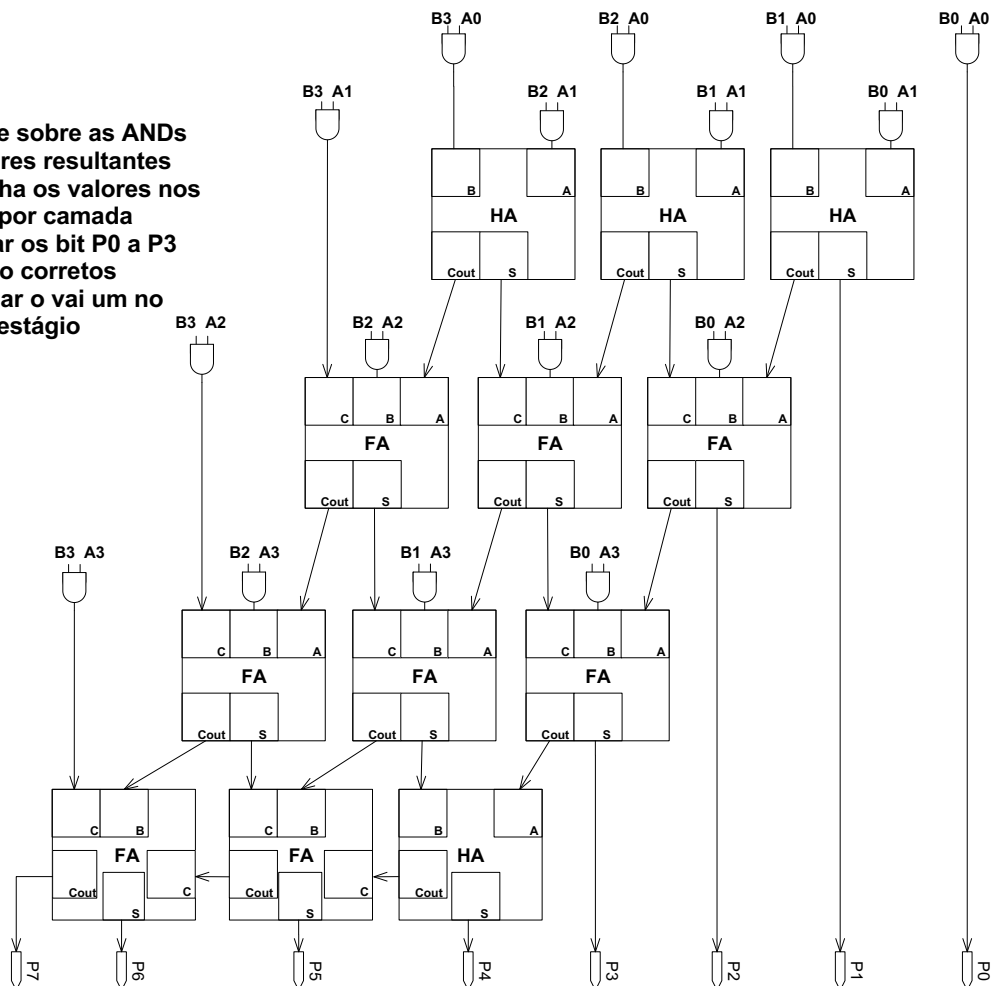 B3 A0 B2 A0 B1 A0 B0 A0
B3 A1 B2 A1 B1 A1 B0 A1
e sobre as ANDs
res resultantes
ha os valores nos
por camada
ar os bit P0 a P3
o corretos
ar o vai um no
estágio
B A B A B A
HA HA HA
Cout S Cout S Cout S
B3 A2 B2 A2 B1 A2 B0 A2
C B A C B A C B A
FA FA FA
Cout S Cout S Cout S
B3 A3 B2 A3 B1 A3 B0 A3
C B A C B A C B A
FA FA FA
Cout S Cout S Cout S
C B C B B A
FA FA HA
Cout C Cout C Cout
S S S
P7 P6 P5 P4 P3 P2 P1 P0